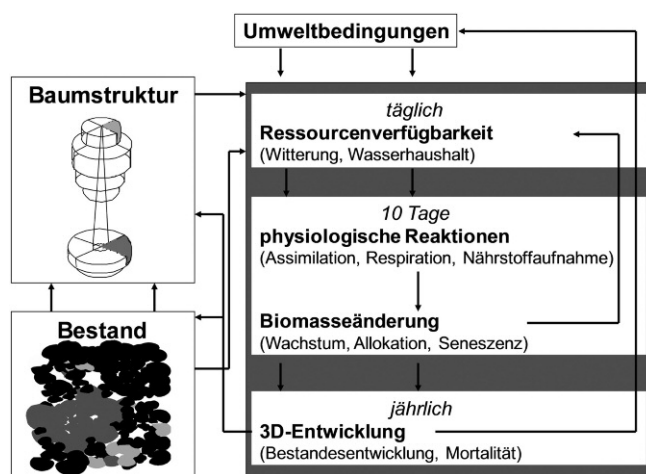 Umweltbedingungen
Baumstruktur
täglich
Ressourcenverfügbarkeit
(Witterung, Wasserhaushalt)
10 Tage
physiologische Reaktionen
(Assimilation, Respiration, Nährstoffaufnahme)
Biomasseänderung
(Wachstum, Allokation, Seneszenz)
Bestand
jährlich
3D-Entwicklung
(Bestandesentwicklung, Mortalität)